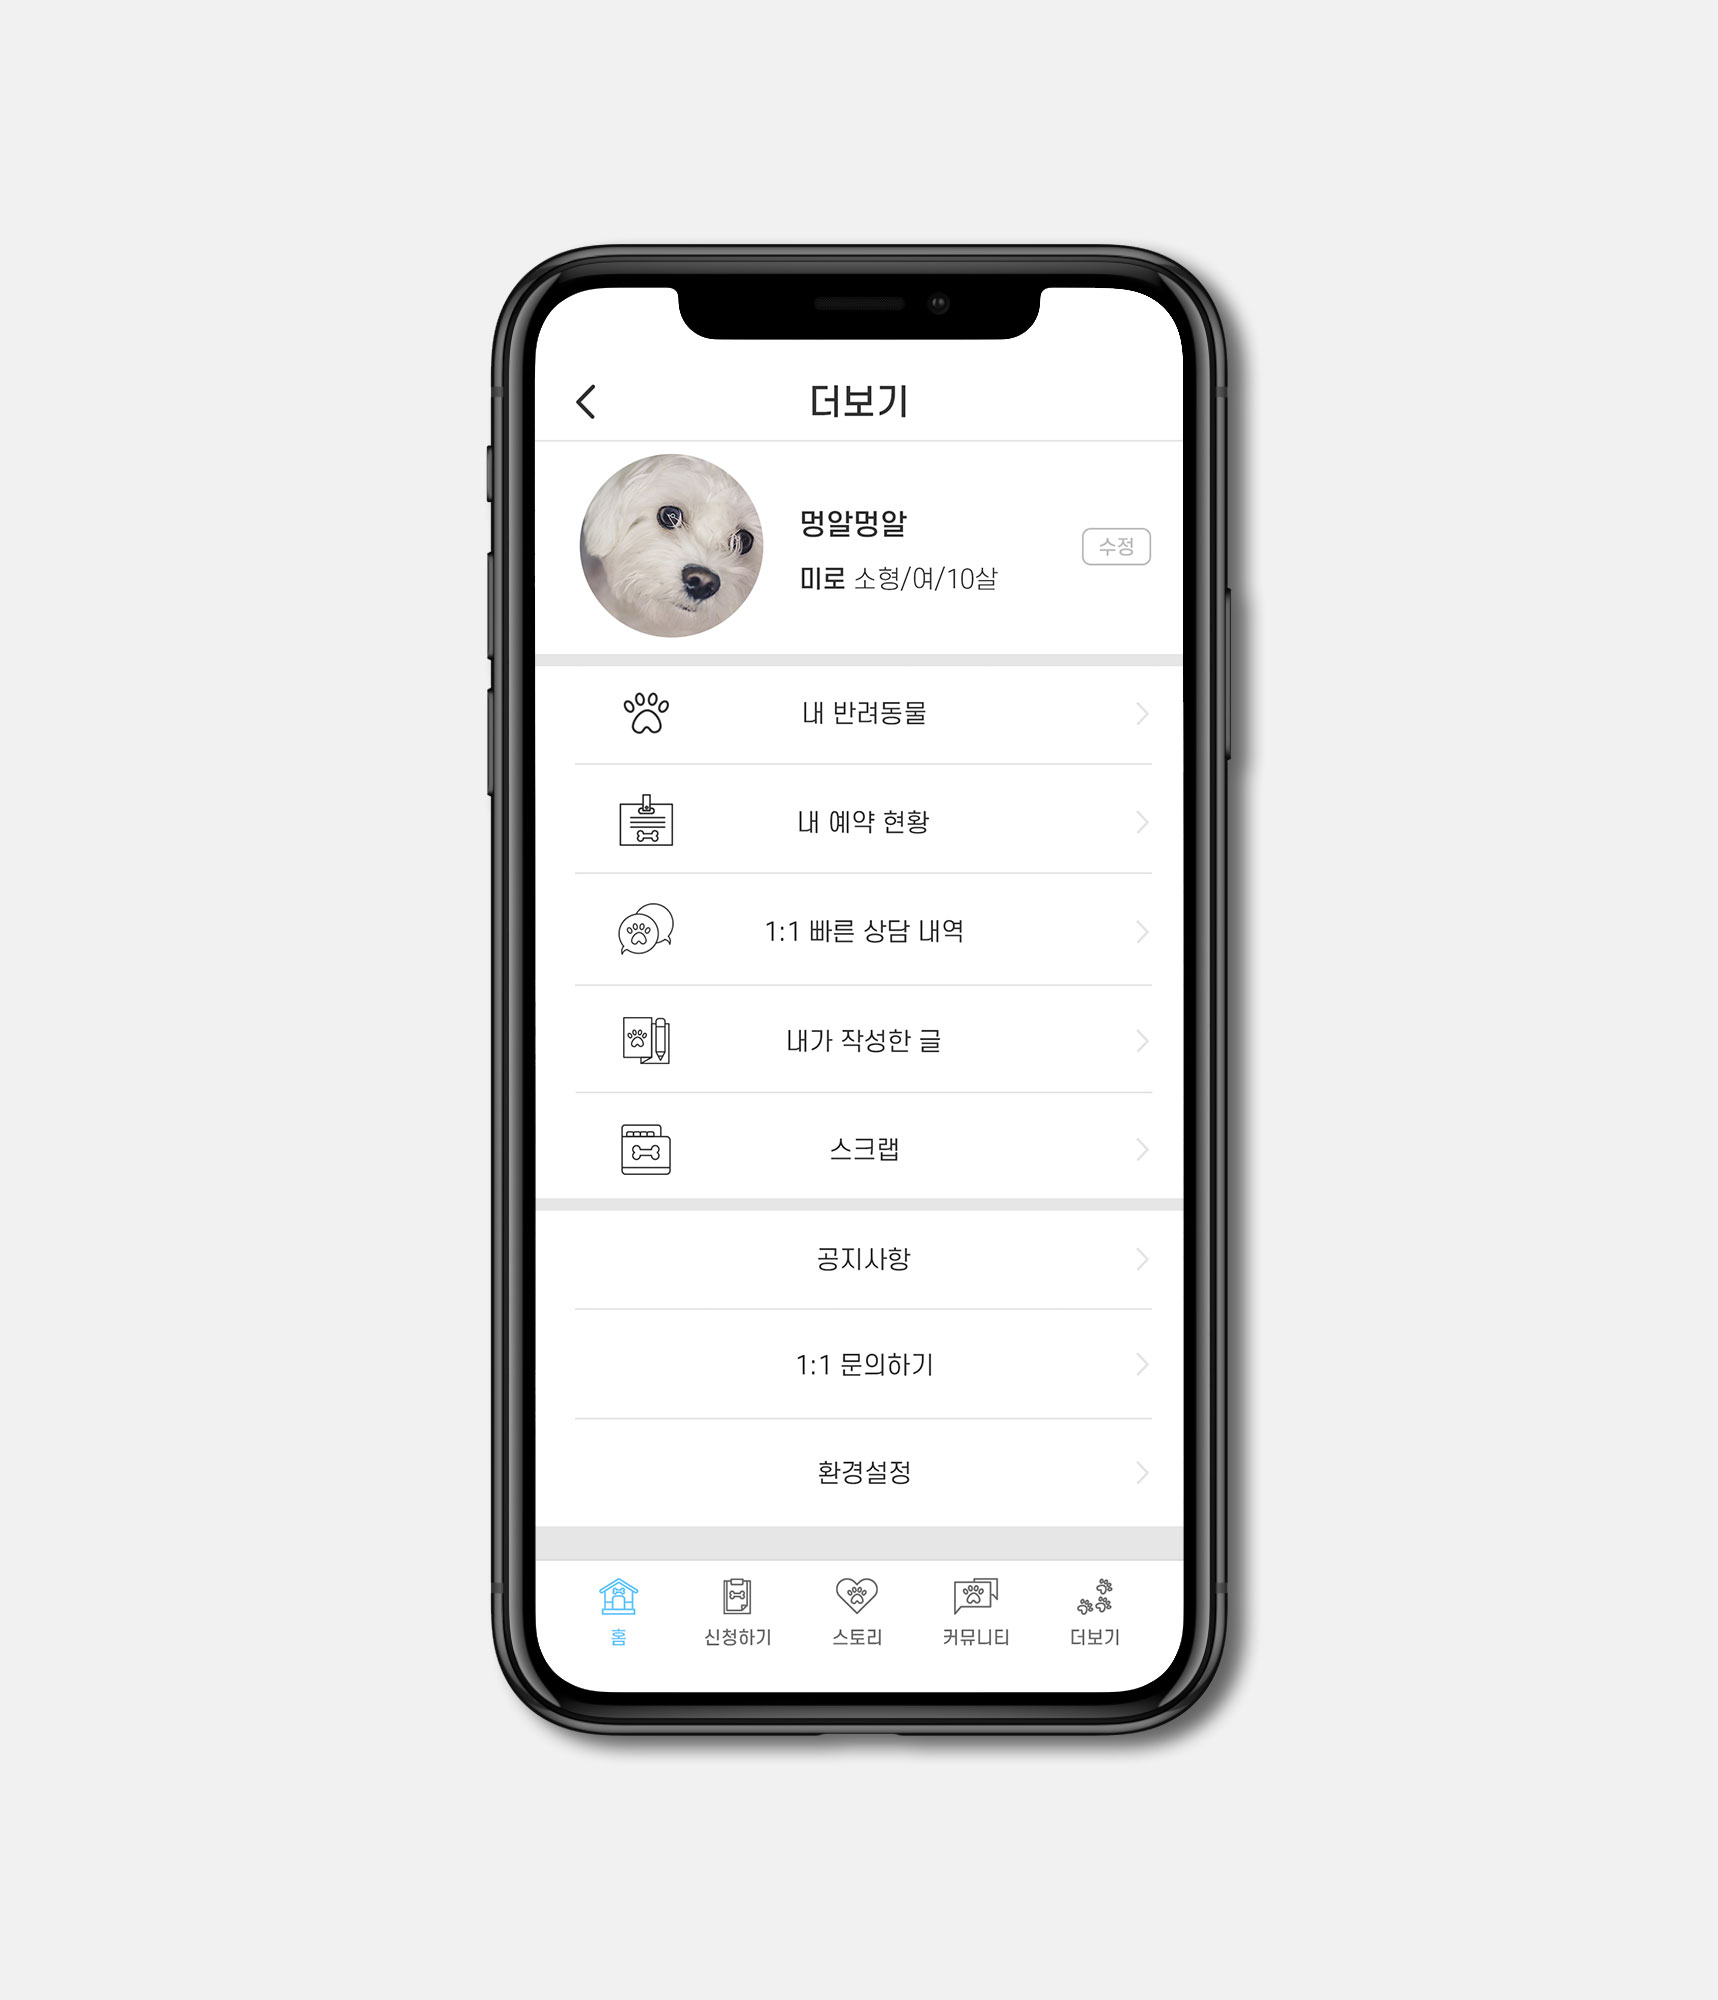 더보기
멍알멍알
수정
미로 소형/여/10살
내 반려동물
내 예약 현황
1:1 빠른 상담 내역
내가 작성한 글
스크랩
공지사항
1:1 문의하기
환경설정
홈 신청하기 스토리 커뮤니티 더보기